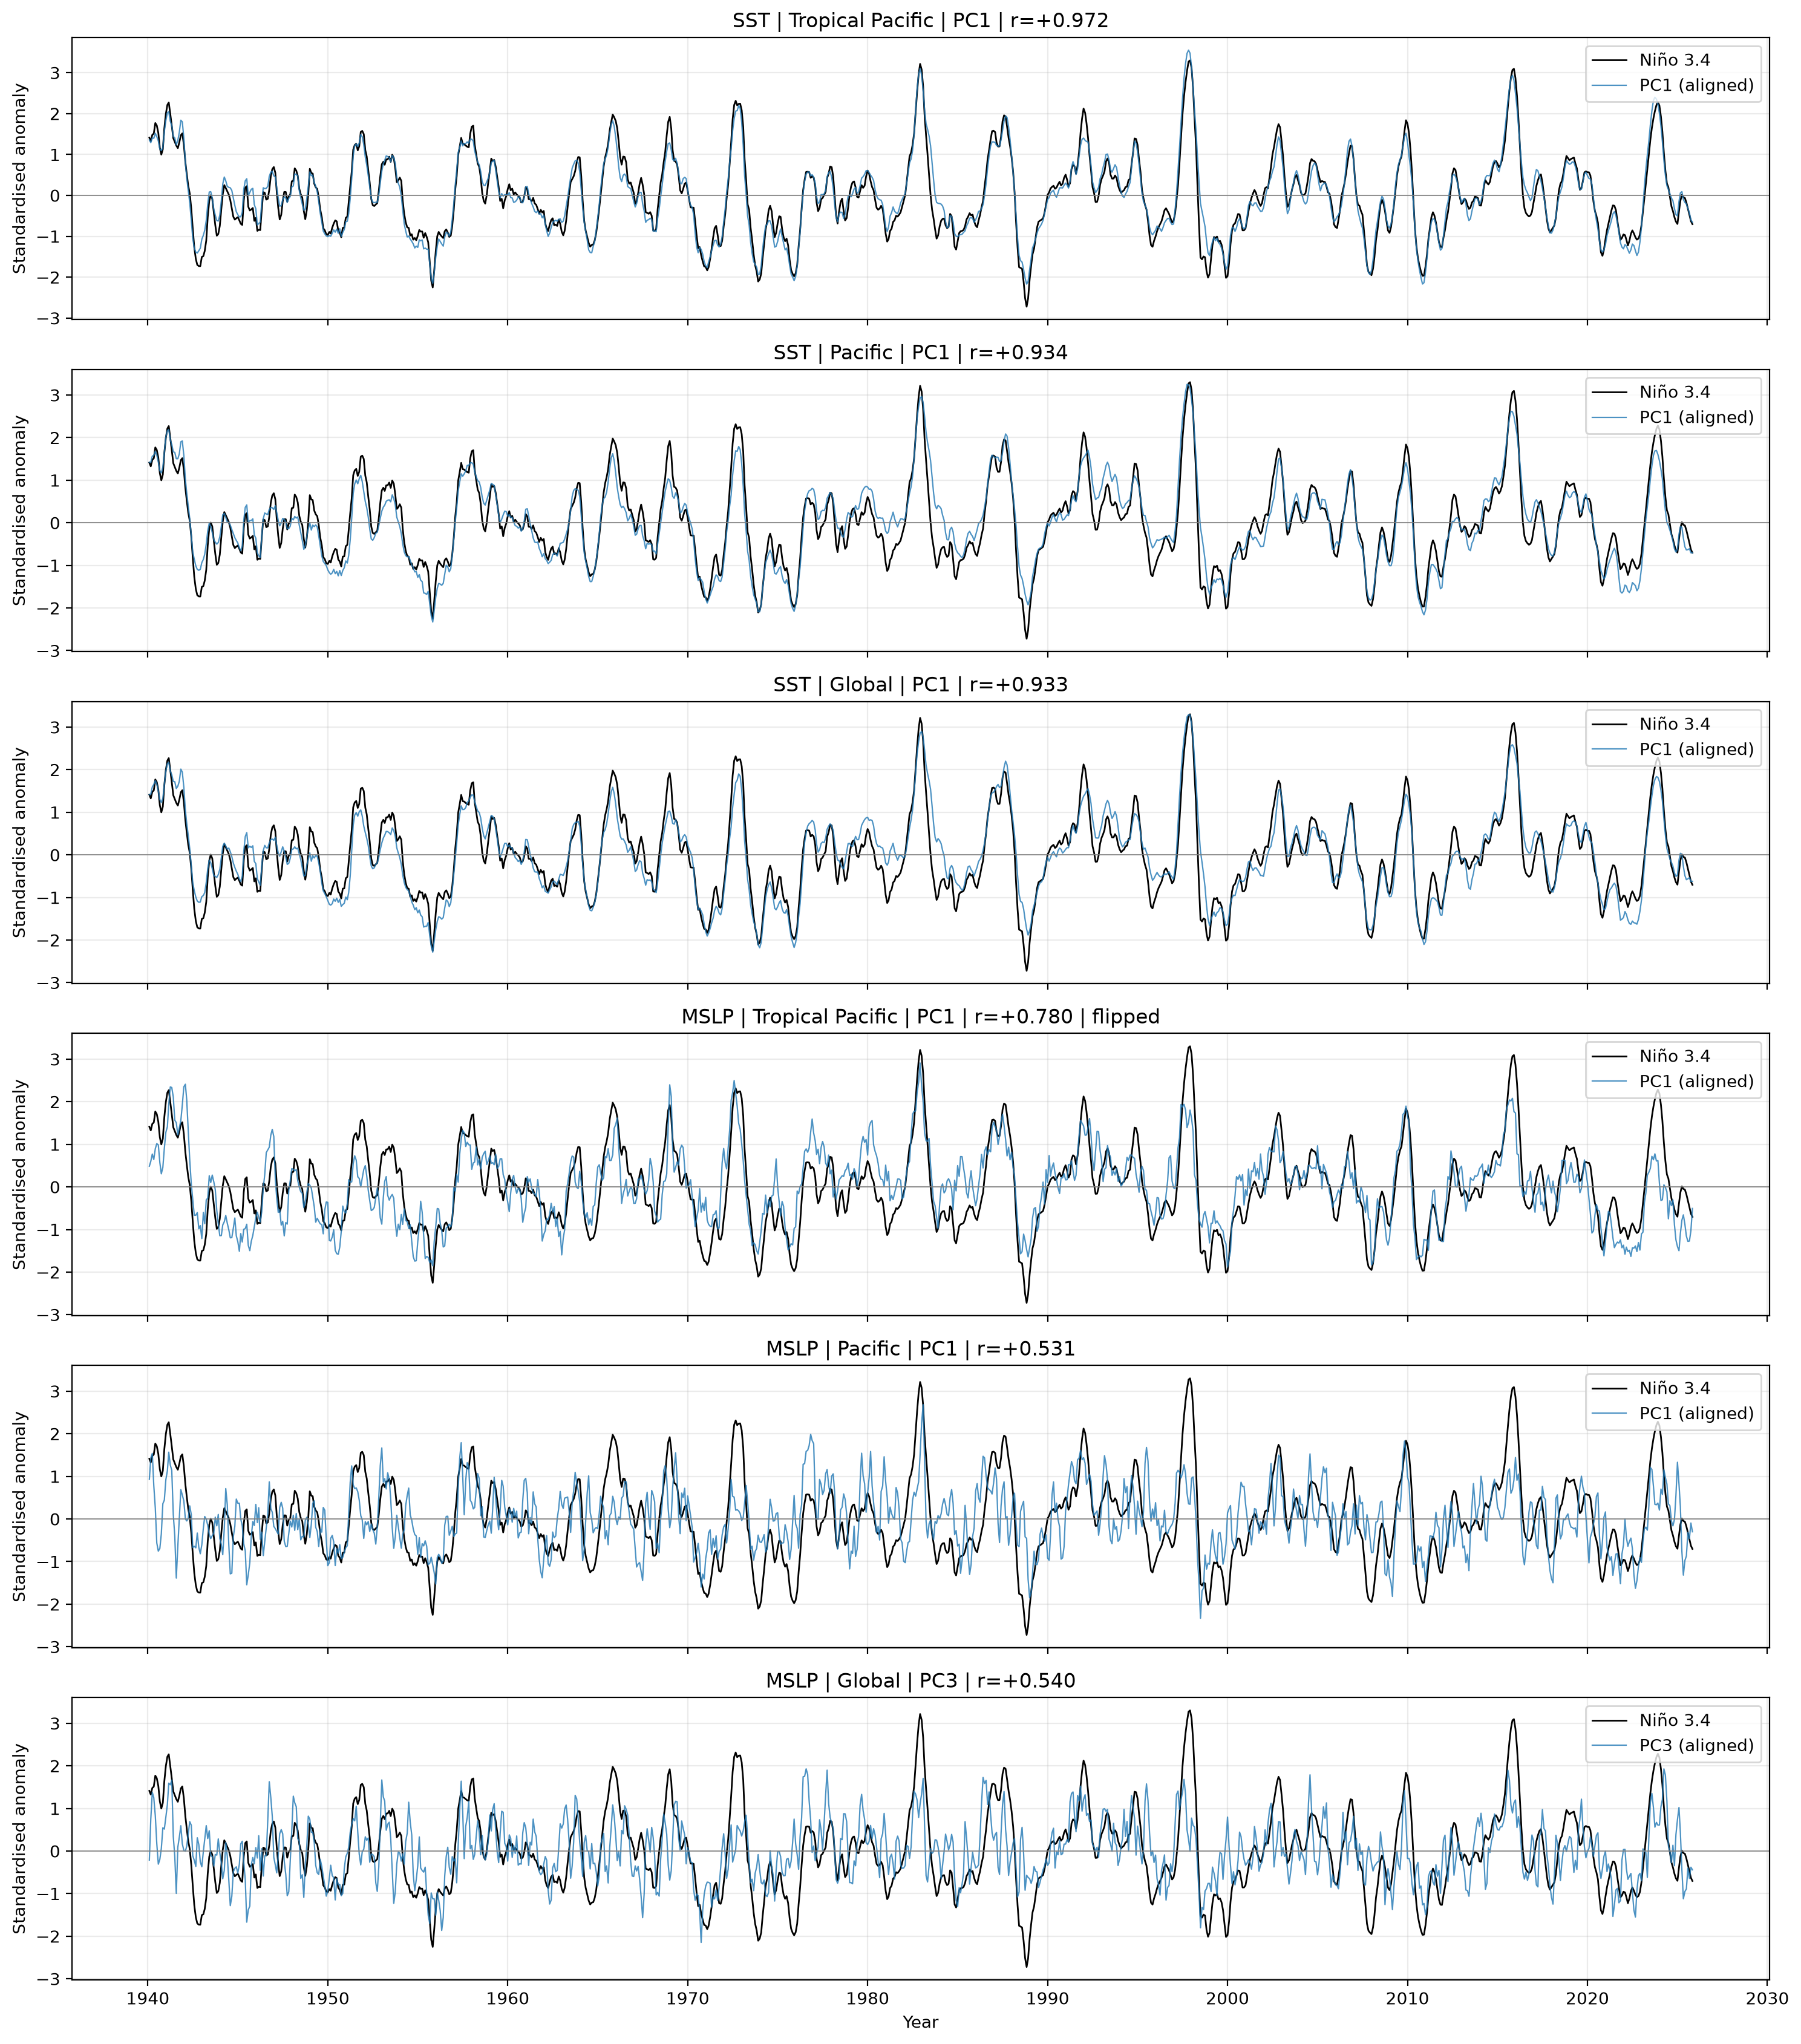 SST | Tropical Pacific | PC1 | r=+0.972
Standardised anomaly
3
2
1
0
−1
−2
−3
Niño 3.4
PC1 (aligned)
SST | Pacific | PC1 | r=+0.934
Standardised anomaly
3
2
1
0
−1
−2
−3
Niño 3.4
PC1 (aligned)
SST | Global | PC1 | r=+0.933
Standardised anomaly
3
2
1
0
−1
−2
−3
Niño 3.4
PC1 (aligned)
MSLP | Tropical Pacific | PC1 | r=+0.780 | flipped
Standardised anomaly
3
2
1
0
−1
−2
−3
Niño 3.4
PC1 (aligned)
MSLP | Pacific | PC1 | r=+0.531
Standardised anomaly
3
2
1
0
−1
−2
−3
Niño 3.4
PC1 (aligned)
MSLP | Global | PC3 | r=+0.540
Standardised anomaly
3
2
1
0
−1
−2
−3
Niño 3.4
PC3 (aligned)
1940 1950 1960 1970 1980 1990 2000 2010 2020 2030
Year